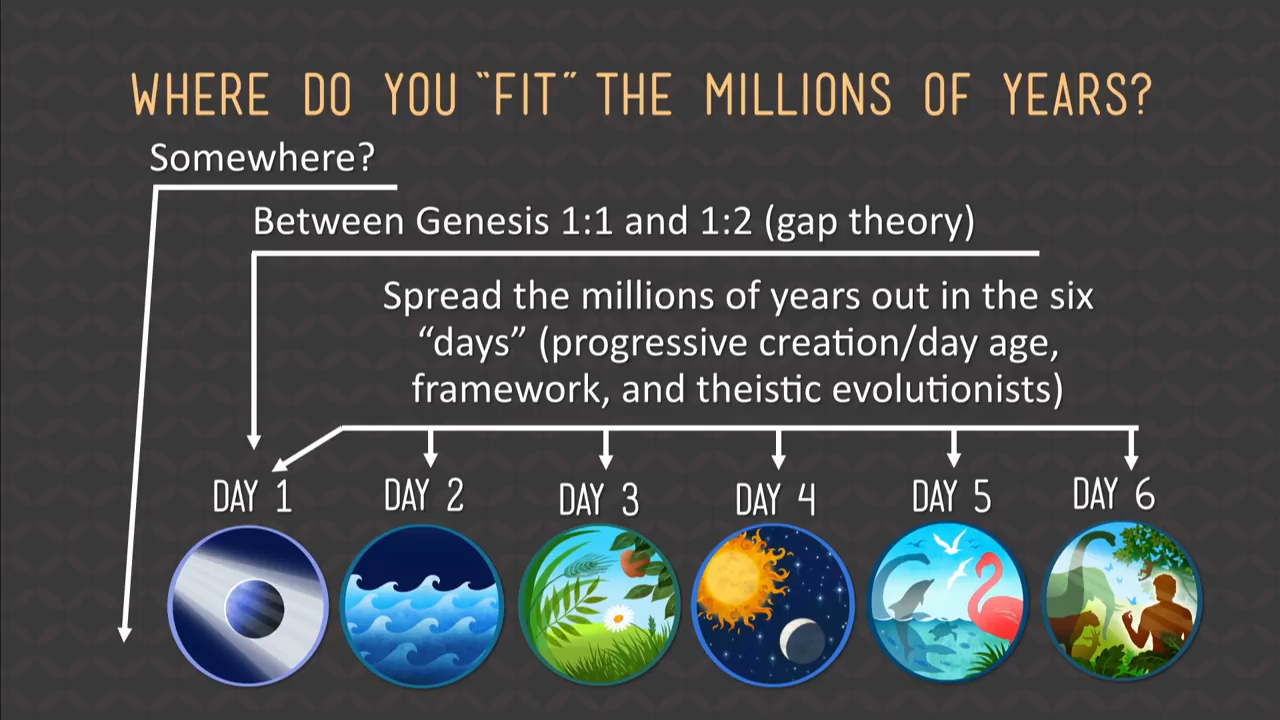 WHERE DO YOU "FIT" THE MILLIONS OF YEARS?
Somewhere?
Between Genesis 1:1 and 1:2 (gap theory)
Spread the millions of years out in the six
“days” (progressive creation/day age,
framework, and theistic evolutionists)
DAY 1 DAY 2 DAY 3 DAY 4 DAY 5 DAY 6